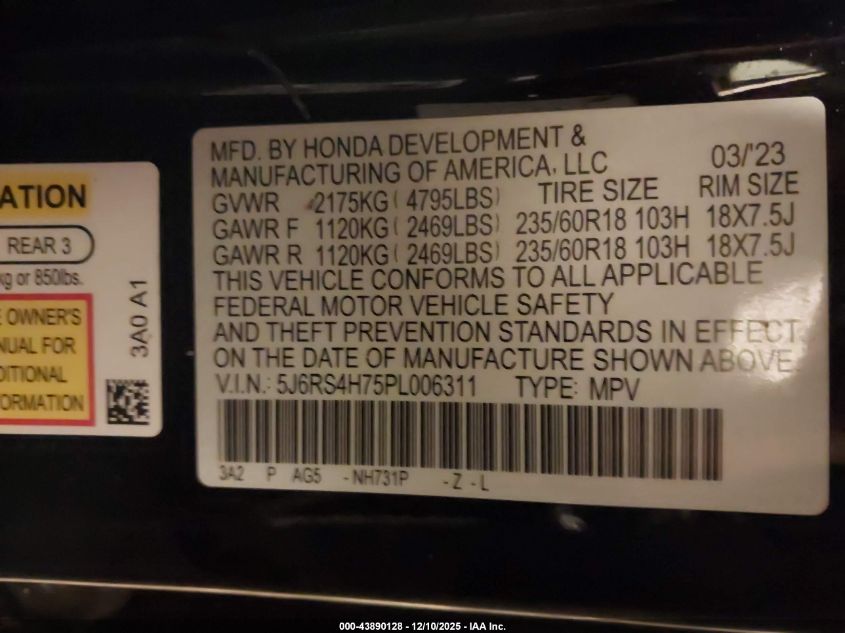 ATION
REAR 3
kg or 850lbs.
E OWNER'S
NUAL FOR
DITIONAL
FORMATION
3A0 A1
MFD. BY HONDA DEVELOPMENT &
MANUFACTURING OF AMERICA, LLC 03/'23
GVWR 2175KG ( 4795LBS) TIRE SIZE RIM SIZE
GAWR F 1120KG ( 2469LBS) 235/60R18 103H 18X7.5J
GAWR R 1120KG ( 2469LBS) 235/60R18 103H 18X7.5J
THIS VEHICLE CONFORMS TO ALL APPLICABLE
FEDERAL MOTOR VEHICLE SAFETY
AND THEFT PREVENTION STANDARDS IN EFFECT
ON THE DATE OF MANUFACTURE SHOWN ABOVE.
V.I.N.: 5J6RS4H75PL006311 TYPE: MPV
3A2 P AG5 -NH731P -Z -L
000-43890128 - 12/10/2025 - IAA Inc.